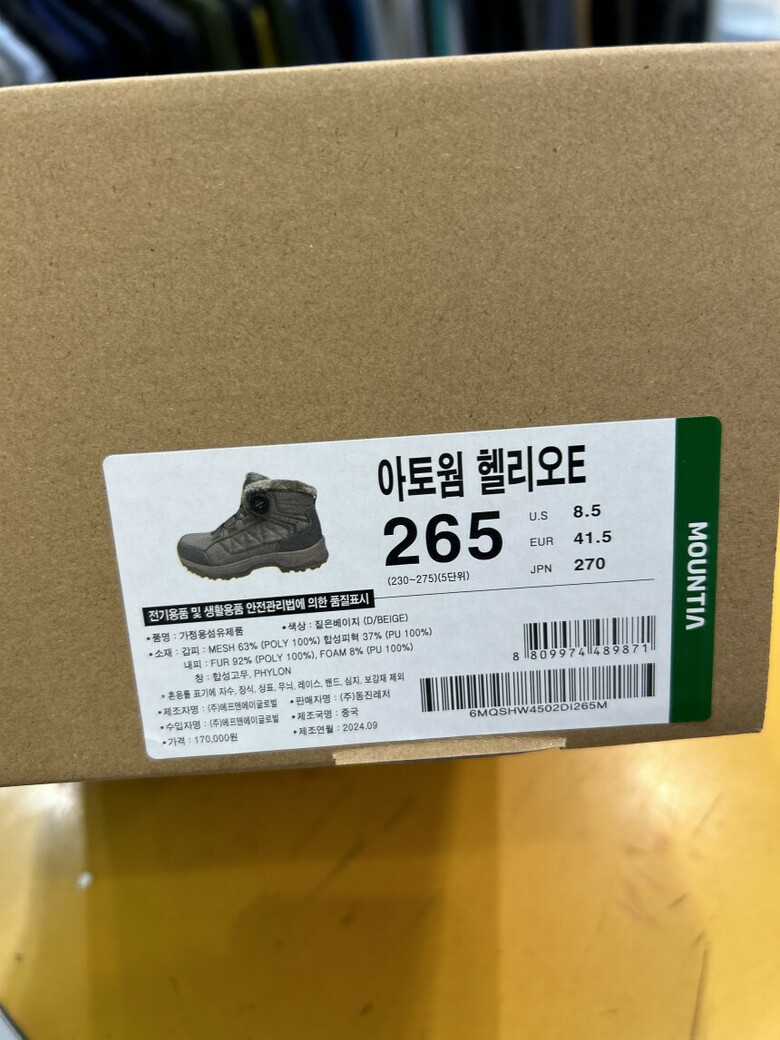 아토웜 헬리오E
265
U.S 8.5
EUR 41.5
JPN 270
(230~275)(5단위)
MOUNTIA
전기용품 및 생활용품 안전관리법에 의한 품질표시
•품명 : 가정용섬유제품 •색상 : 짙은베이지 (D/BEIGE)
•소재 : 갑피 : MESH 63% (POLY 100%) 합성피혁 37% (PU 100%)
내피 : FUR 92% (POLY 100%), FOAM 8% (PU 100%)
창 : 합성고무, PHYLON
* 혼용률 표기에 자수, 장식, 상표, 무늬, 레이스, 밴드, 심지, 보강재 제외
•제조자명 : (주)에프앤에이글로벌 •판매자명 : (주)동진레저
•수입자명 : (주)에프앤에이글로벌 •제조국명 : 중국
•가격 : 170,000원 •제조연월 : 2024.09
8 809974 489871
6MQSHW4502DI265M